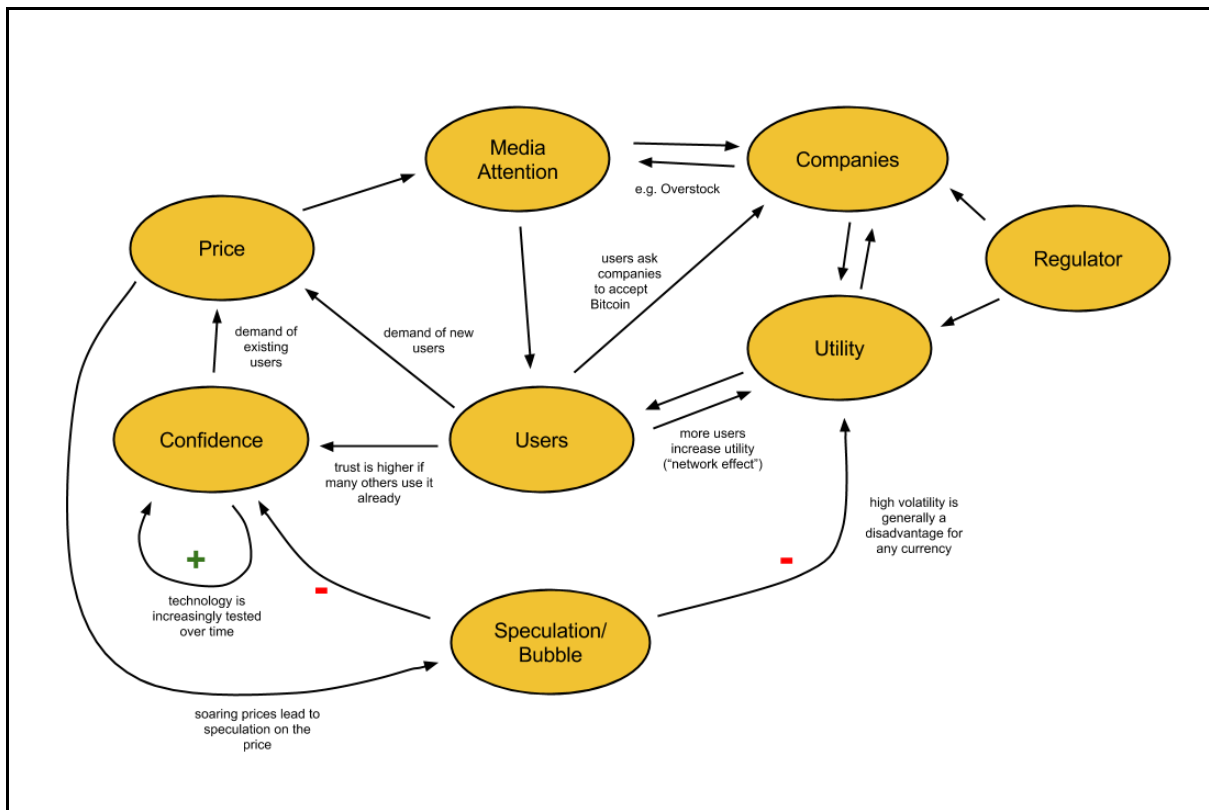 Media
Attention
Companies
e.g. Overstock
Price
Regulator
users ask
companies
to accept
Bitcoin
demand of
existing
users
demand of new
users
Utility
Confidence
Users
more users
increase utility
(“network effect”)
trust is higher if
many others use it
already
high volatility is
generally a
disadvantage for
any currency
+
-
-
technology is
increasingly tested
over time
Speculation/
Bubble
soaring prices lead to
speculation on the
price